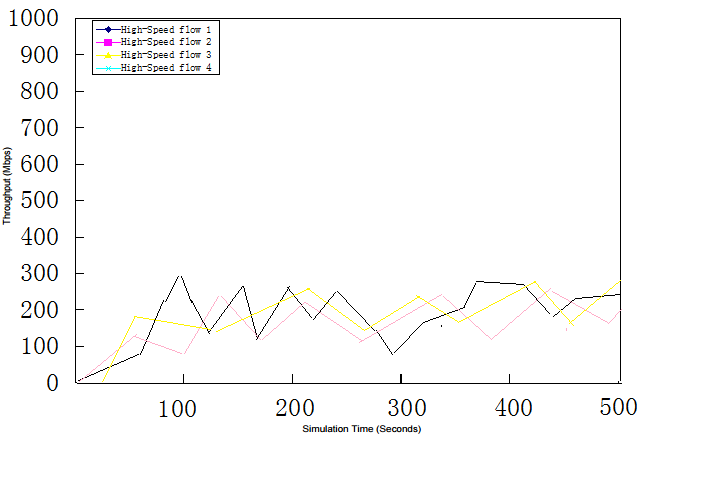 1000
900
800
700
600
500
400
300
200
100
0
Throughput (Mbps)
High-Speed flow 1
High-Speed flow 2
High-Speed flow 3
High-Speed flow 4
100 200 300 400 500
Simulation Time (Seconds)